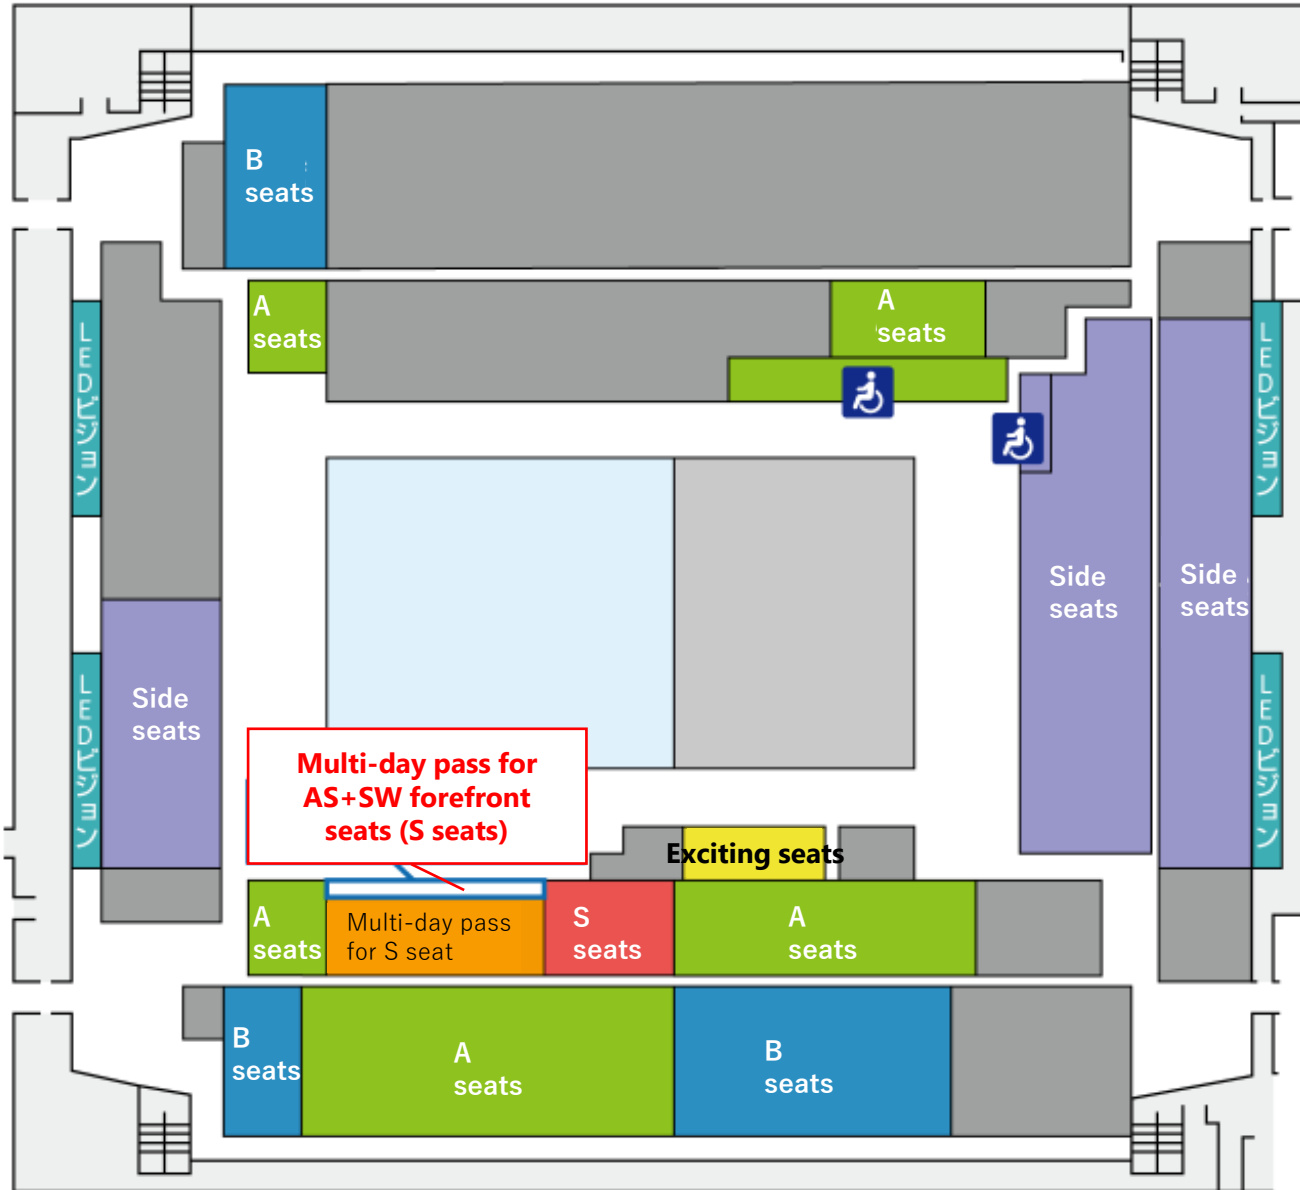 B
seats
A
seats
A
seats
LEDビジョン
LEDビジョン
Side
seats
Side
seats
Side
seats
LEDビジョン
LEDビジョン
Multi-day pass for
AS+SW forefront
seats (S seats)
Exciting seats
A
seats
Multi-day pass
for S seat
S
seats
A
seats
B
seats
A
seats
B
seats